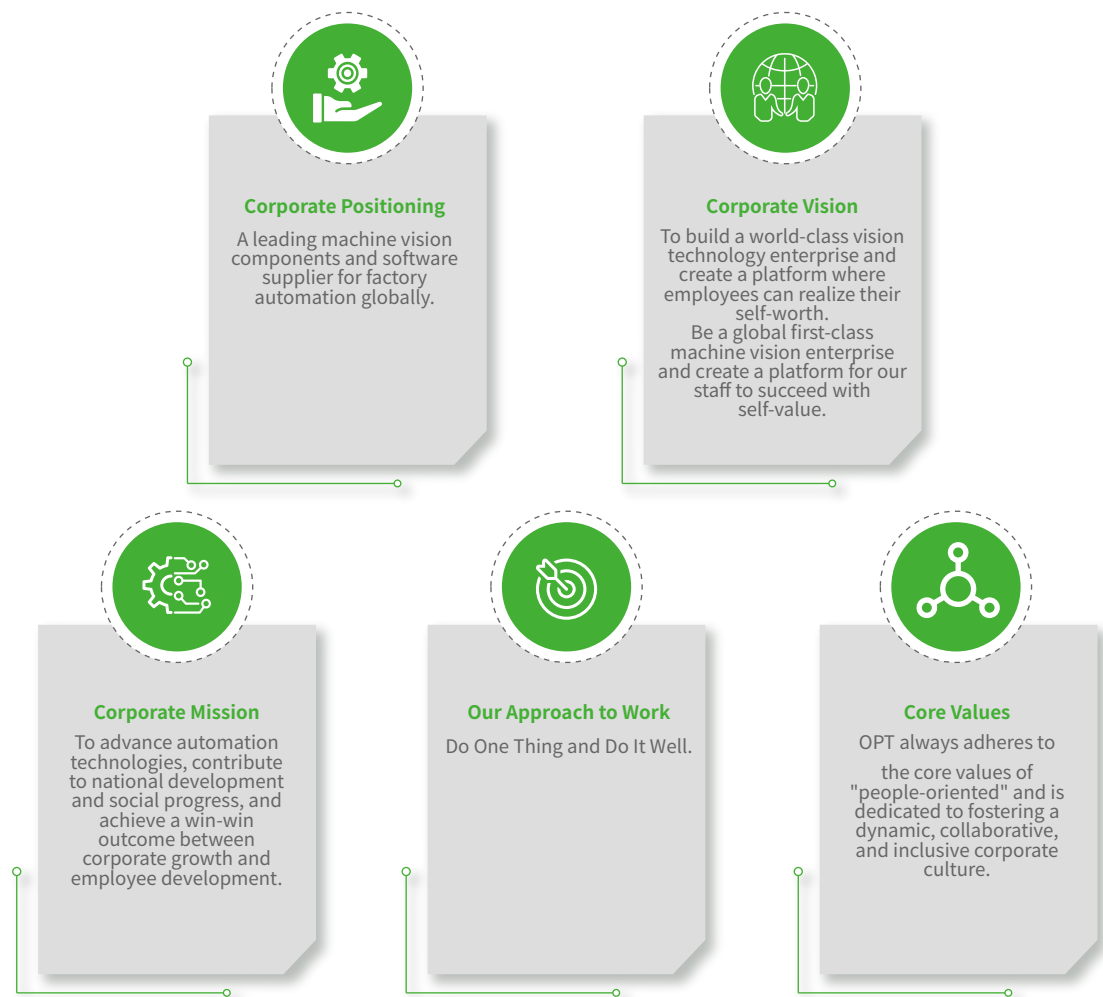 Corporate Positioning
A leading machine vision
components and software
supplier for factory
automation globally.
Corporate Vision
To build a world-class vision
technology enterprise and
create a platform where
employees can realize their
self-worth.
Be a global first-class
machine vision enterprise
and create a platform for our
staff to succeed with
self-value.
Corporate Mission
To advance automation
technologies, contribute
to national development
and social progress, and
achieve a win-win
outcome between
corporate growth and
employee development.
Our Approach to Work
Do One Thing and Do It Well.
Core Values
OPT always adheres to
the core values of
"people-oriented" and is
dedicated to fostering a
dynamic, collaborative,
and inclusive corporate
culture.